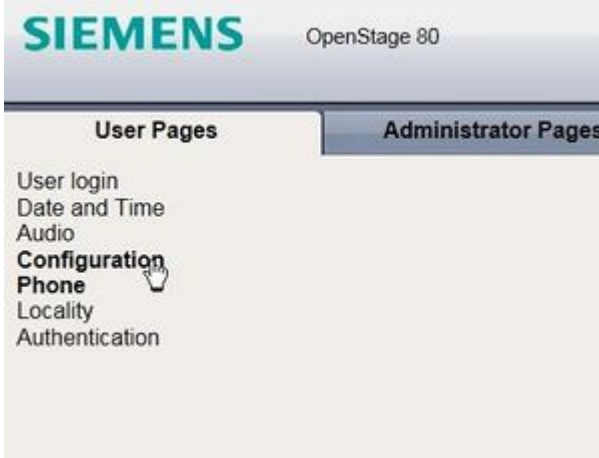 SIEMENS OpenStage 80
User Pages Administrator Pages
User login
Date and Time
Audio
Configuration
Phone
Locality
Authentication